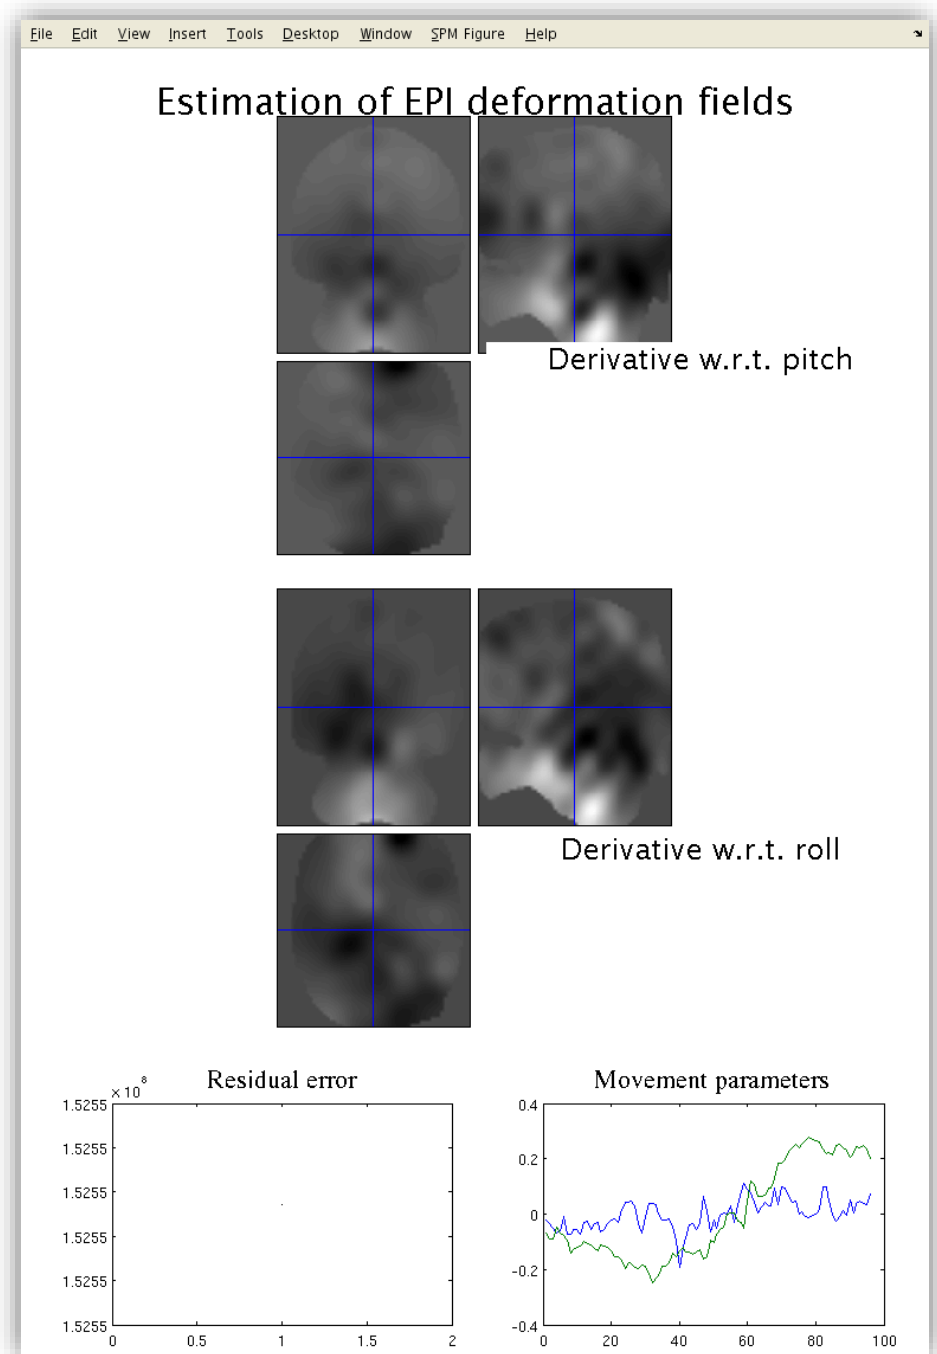 File Edit View Insert Tools Desktop Window SPM Figure Help
Estimation of EPI deformation fields
Derivative w.r.t. pitch
Derivative w.r.t. roll
Residual error
× 10⁸
1.5255
1.5255
1.5255
1.5255
1.5255
1.5255
0 0.5 1 1.5 2
Movement parameters
0.4
0.2
0
-0.2
-0.4
0 20 40 60 80 100